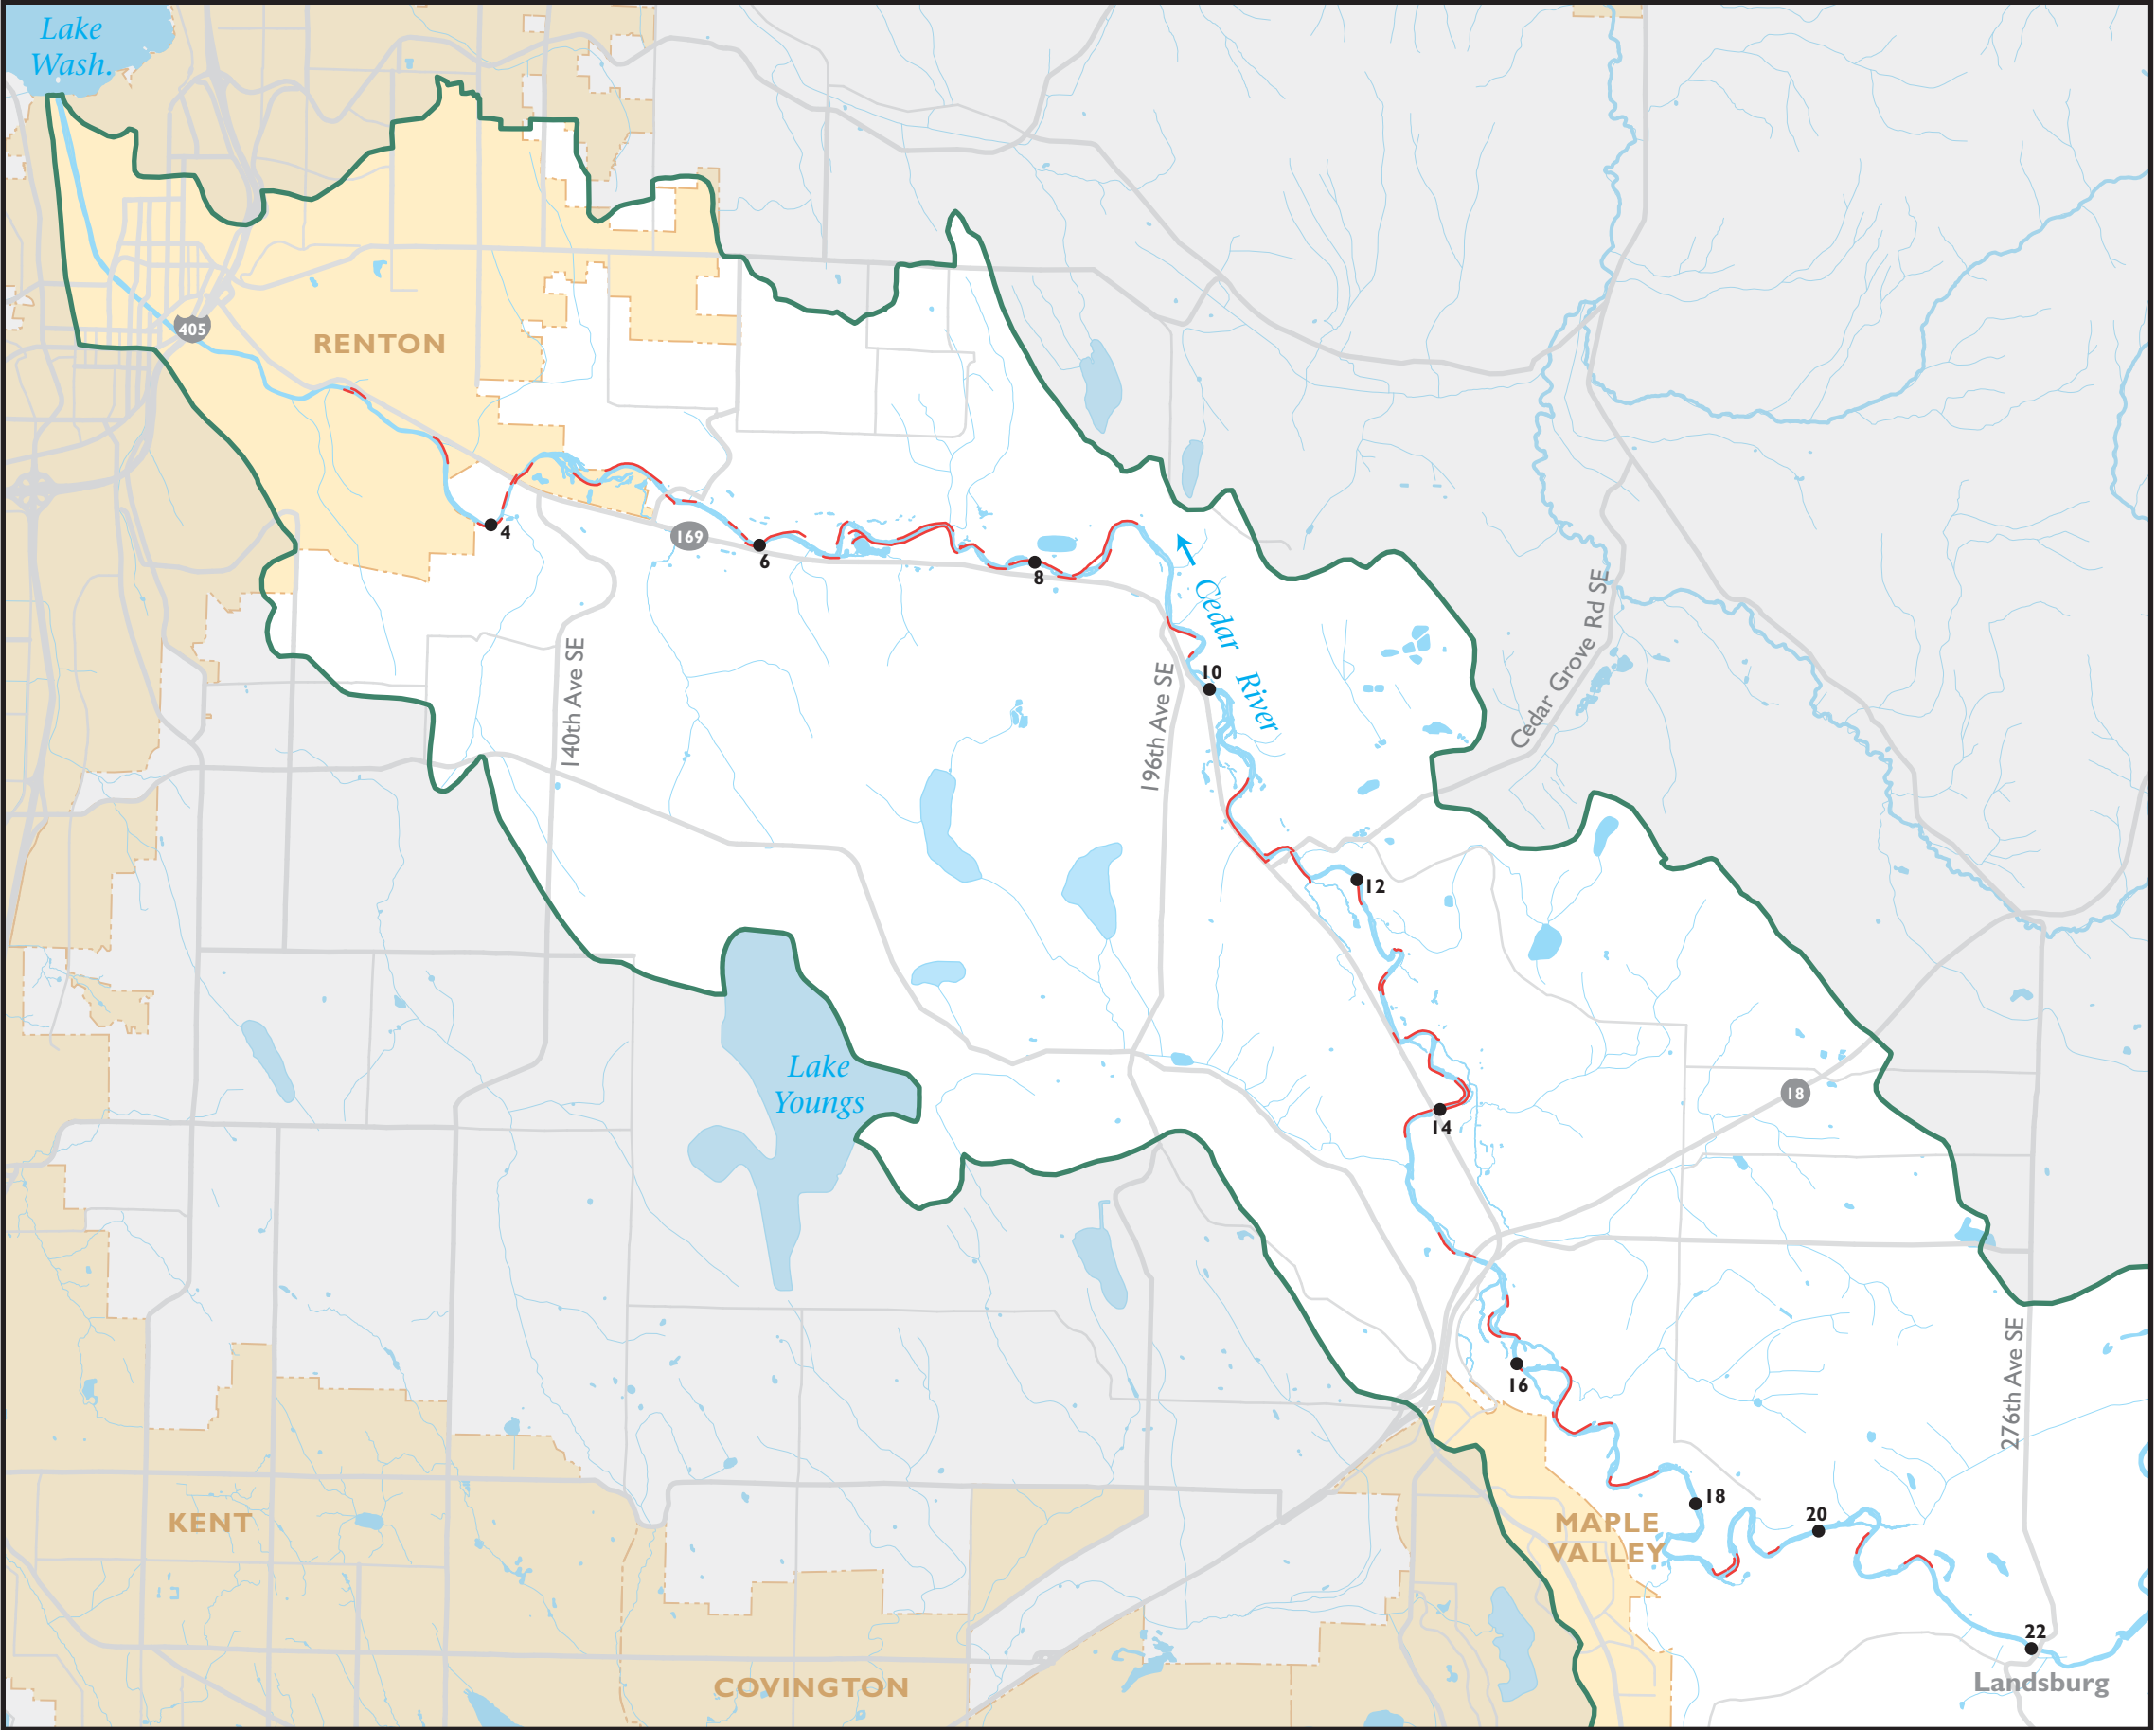 Lake
Wash.
405
RENTON
4
169
6
8
Cedar
River
10
140th Ave SE
196th Ave SE
Cedar Grove Rd SE
12
Lake
Youngs
14
18
16
276th Ave SE
18
20
KENT
MAPLE
VALLEY
22
Landsburg
COVINGTON